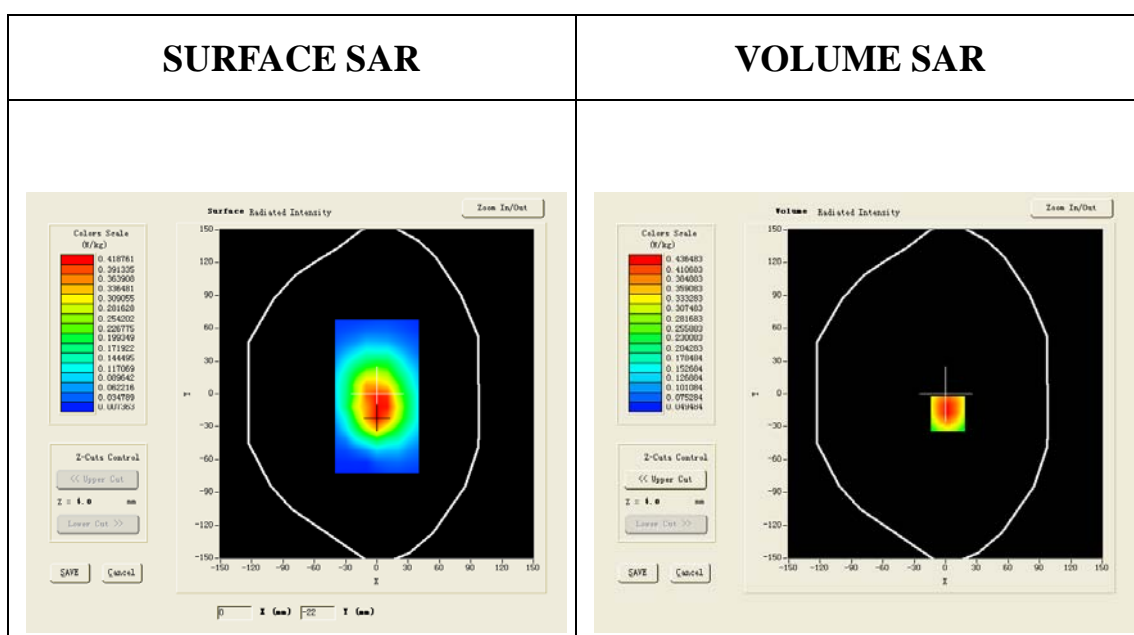 SURFACE SAR
VOLUME SAR
Surface Radiated Intensity
Zoom In/Out
Colors Scale
(W/kg)
0.418761
0.391335
0.363908
0.336481
0.309055
0.281628
0.254202
0.226775
0.199349
0.171922
0.144495
0.117069
0.089642
0.062216
0.034789
0.007363
Z-Cuts Control
<< Upper Cut
Z = 4.0 mm
Lower Cut >>
SAVE
Cancel
150
120
90
60
30
0
-30
-60
-90
-120
-150
Y
-150 -120 -90 -60 -30 0 30 60 90 120 150
X
0 X (mm) -22 Y (mm)
Volume Radiated Intensity
Zoom In/Out
Colors Scale
(W/kg)
0.436483
0.410683
0.384883
0.359083
0.333283
0.307483
0.281683
0.255883
0.230083
0.204283
0.178484
0.152684
0.126884
0.101084
0.075284
0.049484
Z-Cuts Control
<< Upper Cut
Z = 4.0 mm
Lower Cut >>
SAVE
Cancel
150
120
90
60
30
0
-30
-60
-90
-120
-150
Y
-150 -120 -90 -60 -30 0 30 60 90 120 150
X